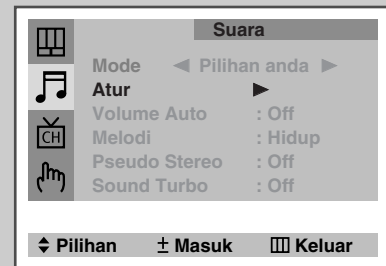 Suara
Mode ◀ Pilihan anda ▶
Atur ▶
Volume Auto : Off
Melodi : Hidup
Pseudo Stereo : Off
Sound Turbo : Off
CH
Pilihan ± Masuk Keluar